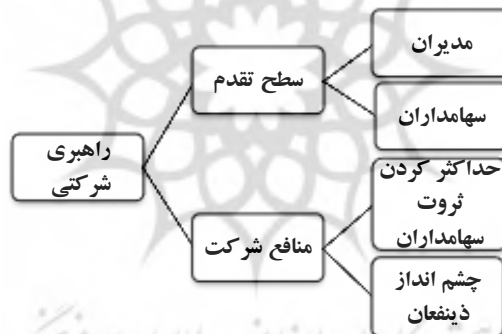 راهبری
شرکتی
سطح تقدم
مدیران
سهامداران
منافع شرکت
حداکثر کردن
ثروت
سهامداران
چشم انداز
ذینفعان